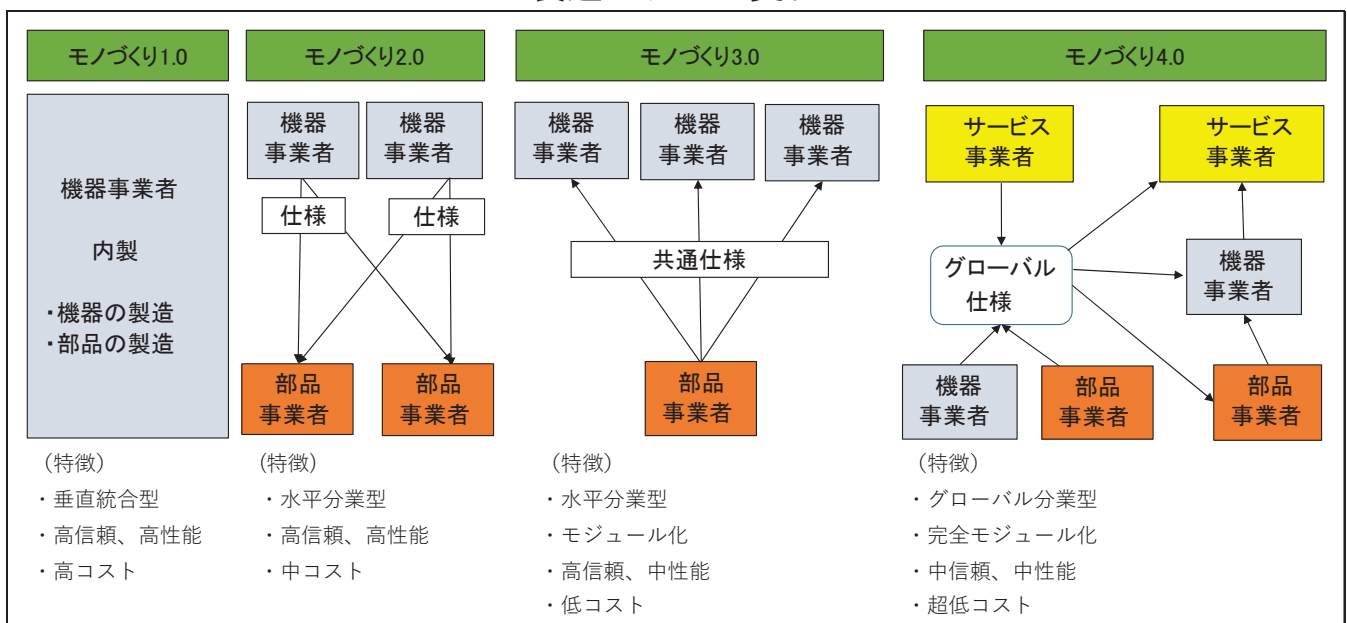 モノづくり1.0
機器事業者
内製
・機器の製造
・部品の製造
(特徴)
・垂直統合型
・高信頼、高性能
・高コスト
モノづくり2.0
機器
事業者
機器
事業者
仕様
仕様
部品
事業者
部品
事業者
(特徴)
・水平分業型
・高信頼、高性能
・中コスト
モノづくり3.0
機器
事業者
機器
事業者
機器
事業者
共通仕様
部品
事業者
(特徴)
・水平分業型
・モジュール化
・高信頼、中性能
・低コスト
モノづくり4.0
サービス
事業者
サービス
事業者
グローバル
仕様
機器
事業者
機器
事業者
部品
事業者
部品
事業者
(特徴)
・グローバル分業型
・完全モジュール化
・中信頼、中性能
・超低コスト